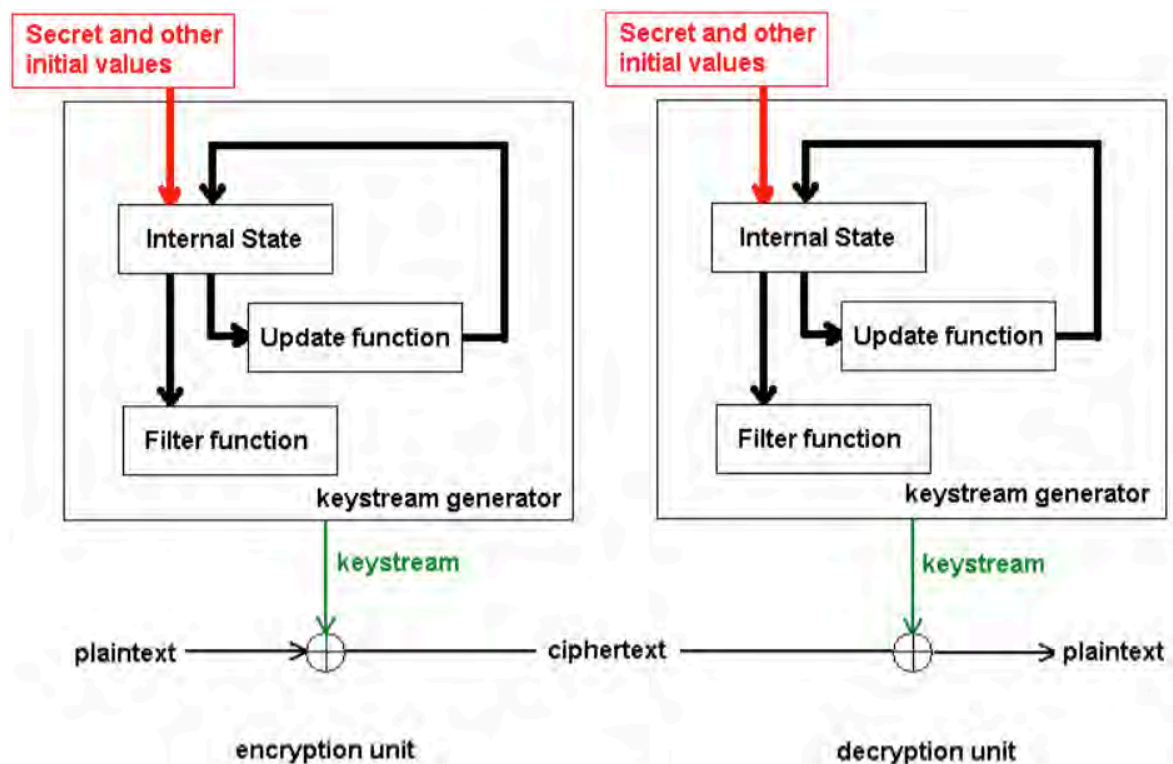 Secret and other
initial values
Internal State
Update function
Filter function
keystream generator
keystream
plaintext
encryption unit
Secret and other
initial values
Internal State
Update function
Filter function
keystream generator
keystream
ciphertext
plaintext
decryption unit